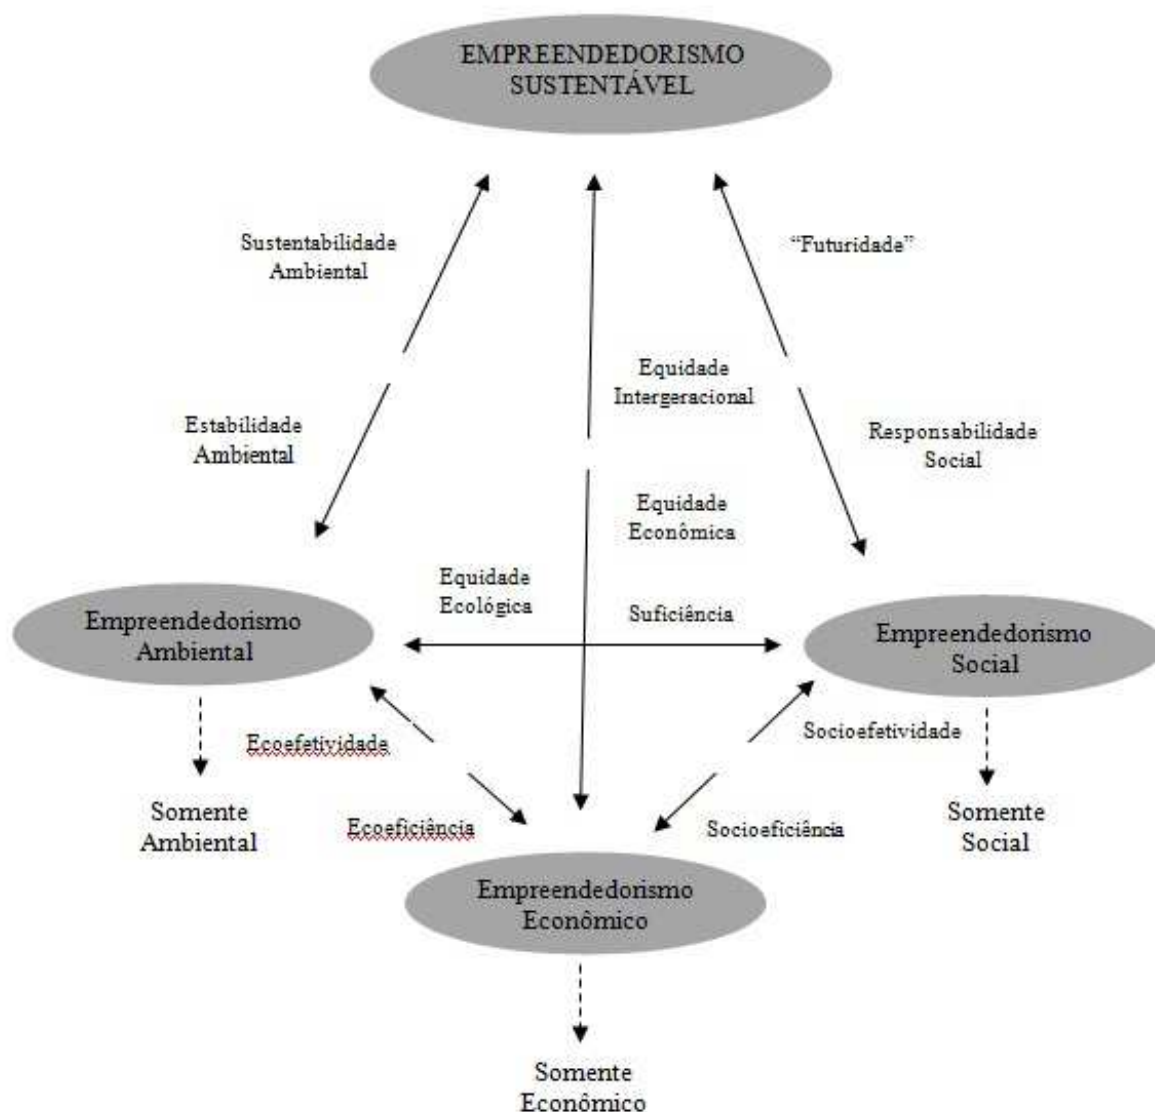 EMPREENDEDORISMO
SUSTENTÁVEL
Sustentabilidade
Ambiental
“Futuridade”
Equidade
Intergeracional
Estabilidade
Ambiental
Responsabilidade
Social
Equidade
Econômica
Equidade
Ecológica
Suficiência
Empreendedorismo
Ambiental
Empreendedorismo
Social
Ecoefetividade
Socioefetividade
Somente
Ambiental
Somente
Social
Ecoeficiência
Socioeficiência
Empreendedorismo
Econômico
Somente
Econômico